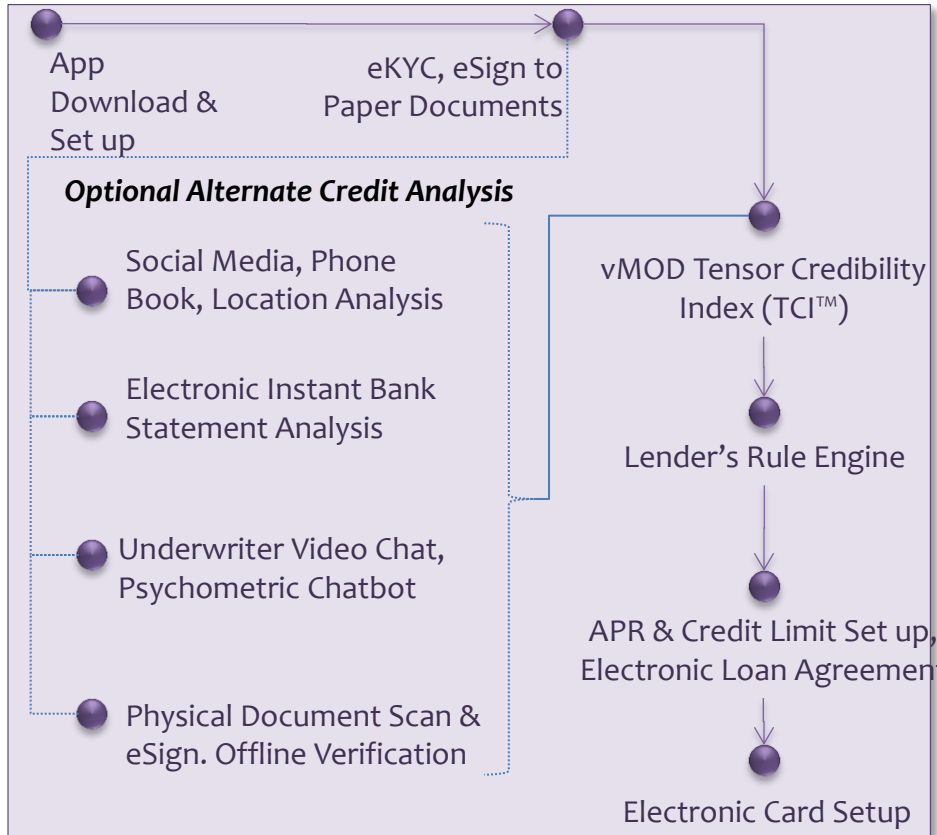 App
Download &
Set up
eKYC, eSign to
Paper Documents
Optional Alternate Credit Analysis
Social Media, Phone
Book, Location Analysis
Electronic Instant Bank
Statement Analysis
Underwriter Video Chat,
Psychometric Chatbot
Physical Document Scan &
eSign. Offline Verification
vMOD Tensor Credibility
Index (TCI™)
Lender’s Rule Engine
APR & Credit Limit Set up,
Electronic Loan Agreement
Electronic Card Setup